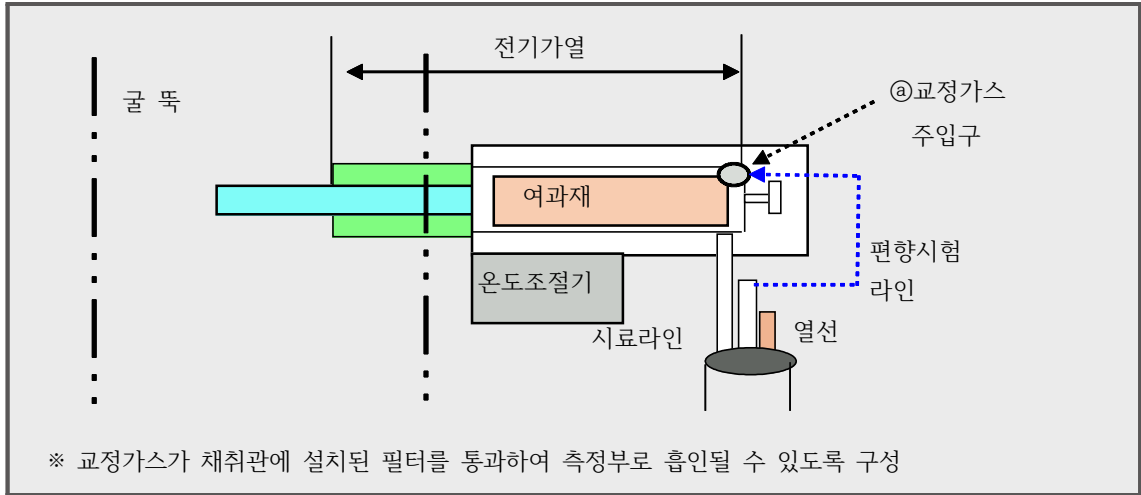 전기가열
굴 뚝
ⓐ교정가스
주입구
여과재
편향시험
라인
온도조절기
시료라인
열선
※ 교정가스가 채취관에 설치된 필터를 통과하여 측정부로 흡인될 수 있도록 구성